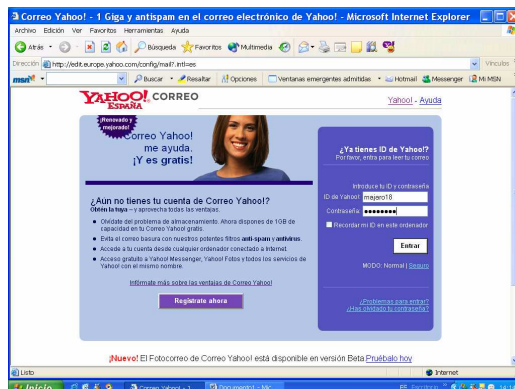 Correo Yahoo! - 1 Giga y antispam en el correo electrónico de Yahoo! - Microsoft Internet Explorer
Archivo Edición Ver Favoritos Herramientas Ayuda
Atrás Búsqueda Favoritos Multimedia
Dirección http://edit.europe.yahoo.com/config/mail?.intl=es Vínculos
msn Buscar Resaltar Options Ventanas emergentes admitidas Hotmail Messenger Mi MSN
YAHOO! CORREO
ESPAÑA
Yahoo! - Ayuda
¡Renovado y
mejorado!
Correo Yahoo!
me ayuda.
¡Y es gratis!
¿Aún no tienes tu cuenta de Correo Yahoo!?
Obtén la tuya – y aprovecha todas las ventajas.
Olvídate del problema de almacenamiento. Ahora dispones de 1GB de
capacidad en tu Correo Yahoo! gratis.
Evita el correo basura con nuestros potentes filtros anti-spam y antivirus.
Accede a tu cuenta desde cualquier ordenador conectado a Internet.
Acceso gratuito a Yahoo! Messenger, Yahoo! Fotos y todos los servicios de
Yahoo! con el mismo nombre.
Infórmate más sobre las ventajas de Correo Yahoo!
Regístrate ahora
¿Ya tienes ID de Yahoo!?
Por favor, entra para leer tu correo
Introduce tu ID y contraseña
ID de Yahoo!: majaro18
Contraseña: ••••••••
Recordar mi ID en este ordenador
Entrar
MODO: Normal | Seguro
¿Problemas para entrar?
¿Has olvidado tu contraseña?
¡Nuevo! El Fotocorreo de Correo Yahoo! está disponible en versión Beta Pruébalo hoy
Listo Internet
Inicio Correo Yahoo! - 1 Documento1 - Mic